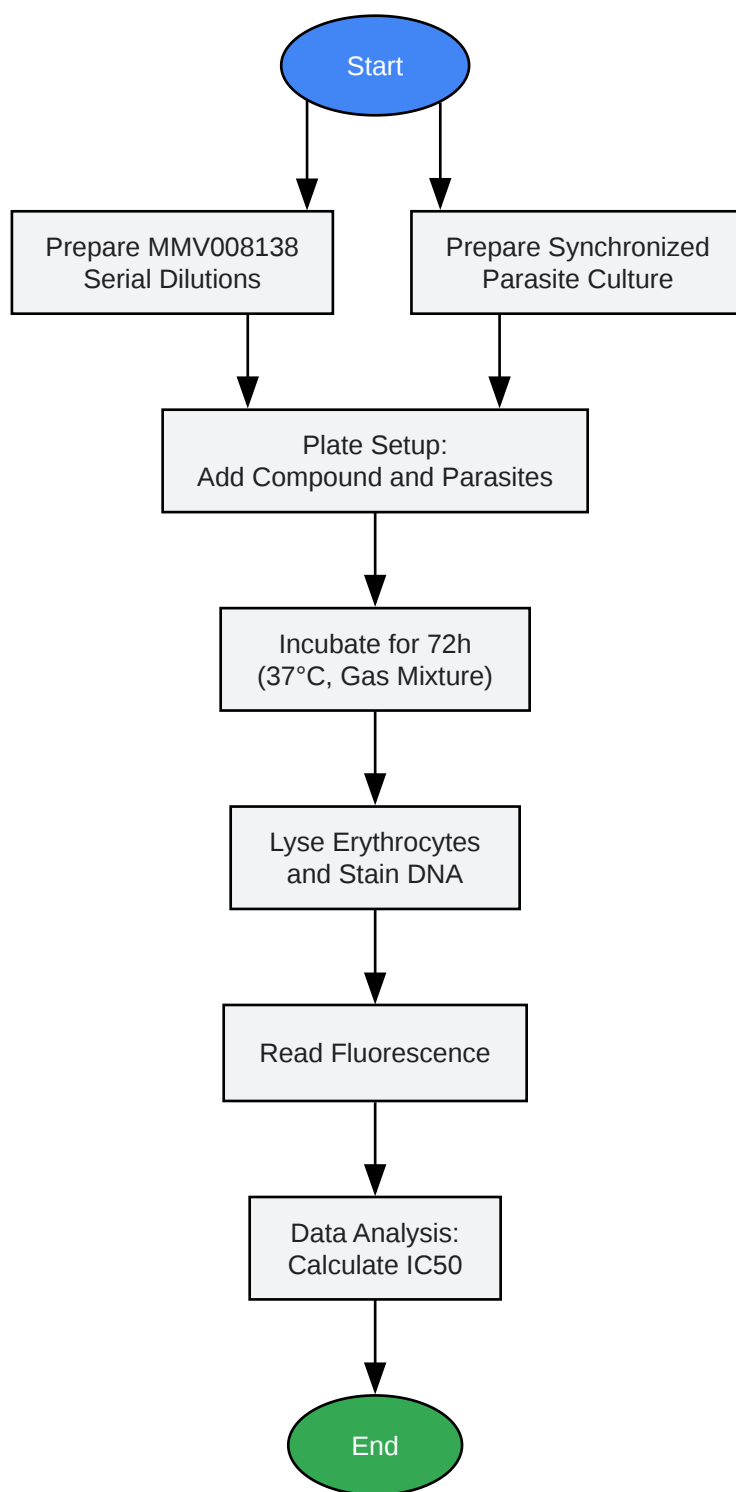 Start
Prepare MMV008138
Serial Dilutions
Prepare Synchronized
Parasite Culture
Plate Setup:
Add Compound and Parasites
Incubate for 72h
(37°C, Gas Mixture)
Lyse Erythrocytes
and Stain DNA
Read Fluorescence
Data Analysis:
Calculate IC50
End